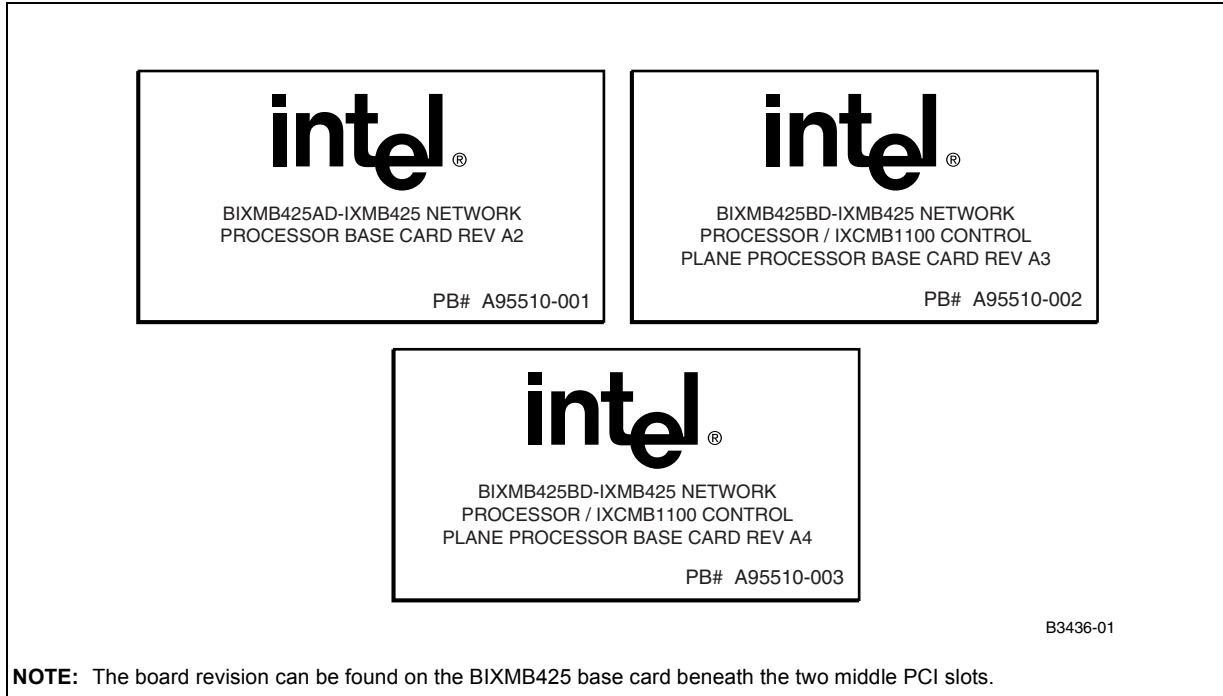 intel®
BIXMB425AD-IXMB425 NETWORK
PROCESSOR BASE CARD REV A2
PB# A95510-001
intel®
BIXMB425BD-IXMB425 NETWORK
PROCESSOR / IXCMB1100 CONTROL
PLANE PROCESSOR BASE CARD REV A3
PB# A95510-002
intel®
BIXMB425BD-IXMB425 NETWORK
PROCESSOR / IXCMB1100 CONTROL
PLANE PROCESSOR BASE CARD REV A4
PB# A95510-003
B3436-01
NOTE: The board revision can be found on the BIXMB425 base card beneath the two middle PCI slots.